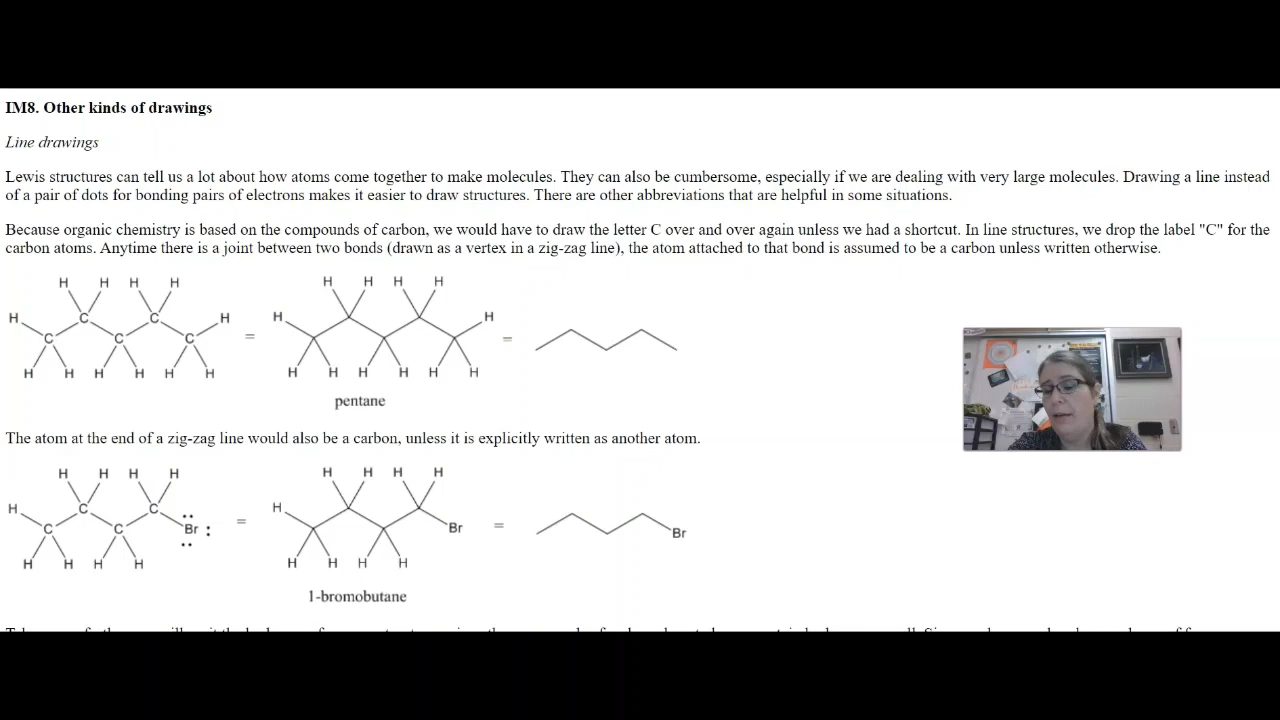 IM8. Other kinds of drawings
Line drawings
Lewis structures can tell us a lot about how atoms come together to make molecules. They can also be cumbersome, especially if we are dealing with very large molecules. Drawing a line instead
of a pair of dots for bonding pairs of electrons makes it easier to draw structures. There are other abbreviations that are helpful in some situations.
Because organic chemistry is based on the compounds of carbon, we would have to draw the letter C over and over again unless we had a shortcut. In line structures, we drop the label "C" for the
carbon atoms. Anytime there is a joint between two bonds (drawn as a vertex in a zig-zag line), the atom attached to that bond is assumed to be a carbon unless written otherwise.
H H H H H H H H
H C C H H H
C C C = =
H H H H H H H H H H H H
pentane
The atom at the end of a zig-zag line would also be a carbon, unless it is explicitly written as another atom.
H H H H H H H H
H C C H
C C Br : = Br = Br
H H H H H H H H
1-bromobutane